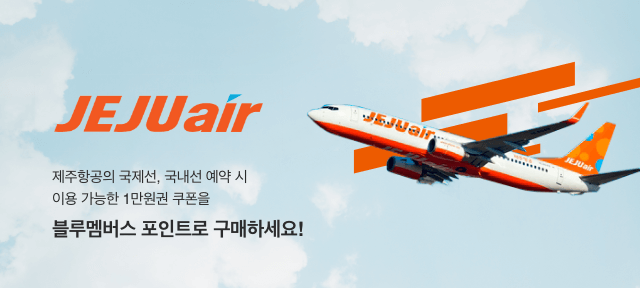 JEJUair
제주항공의 국제선, 국내선 예약 시
이용 가능한 1만원권 쿠폰을
블루멤버스 포인트로 구매하세요!
JEJUair
JEJUair